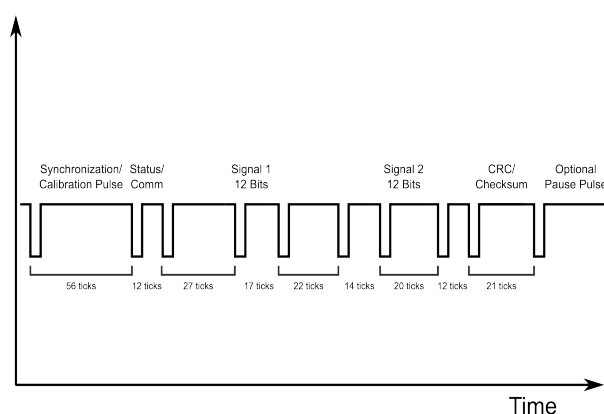 Synchronization/
Calibration Pulse
Status/
Comm
Signal 1
12 Bits
Signal 2
12 Bits
CRC/
Checksum
Optional
Pause Pulse
56 ticks
12 ticks
27 ticks
17 ticks
22 ticks
14 ticks
20 ticks
12 ticks
21 ticks
Time